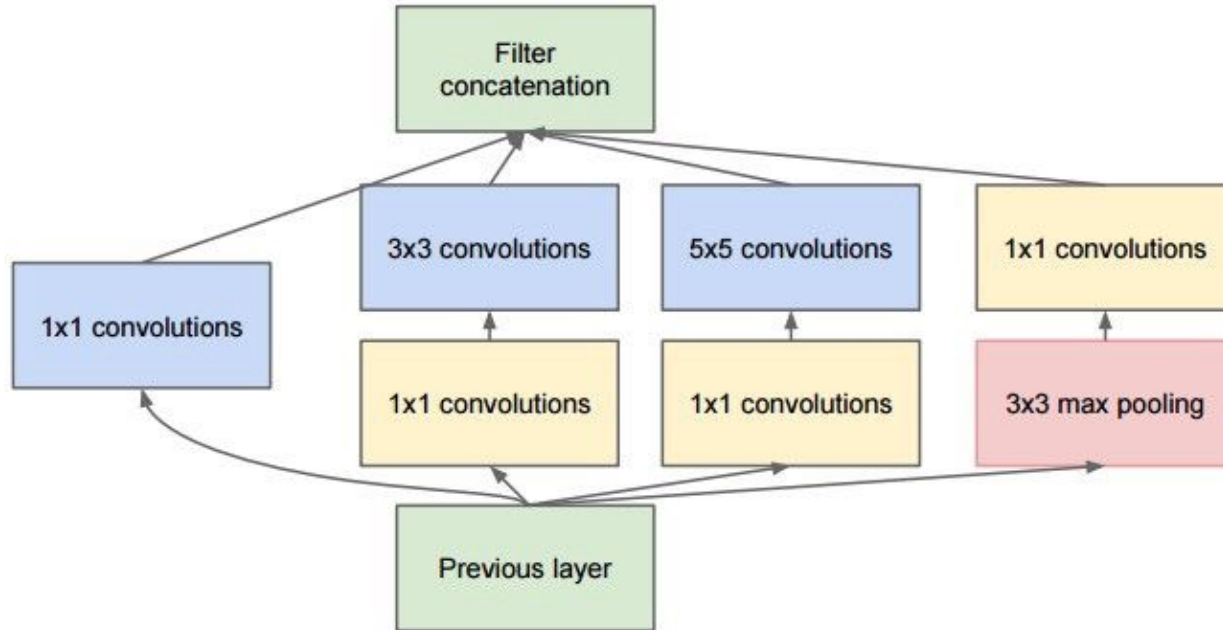 Filter
concatenation
3x3 convolutions
5x5 convolutions
1x1 convolutions
1x1 convolutions
1x1 convolutions
1x1 convolutions
3x3 max pooling
Previous layer